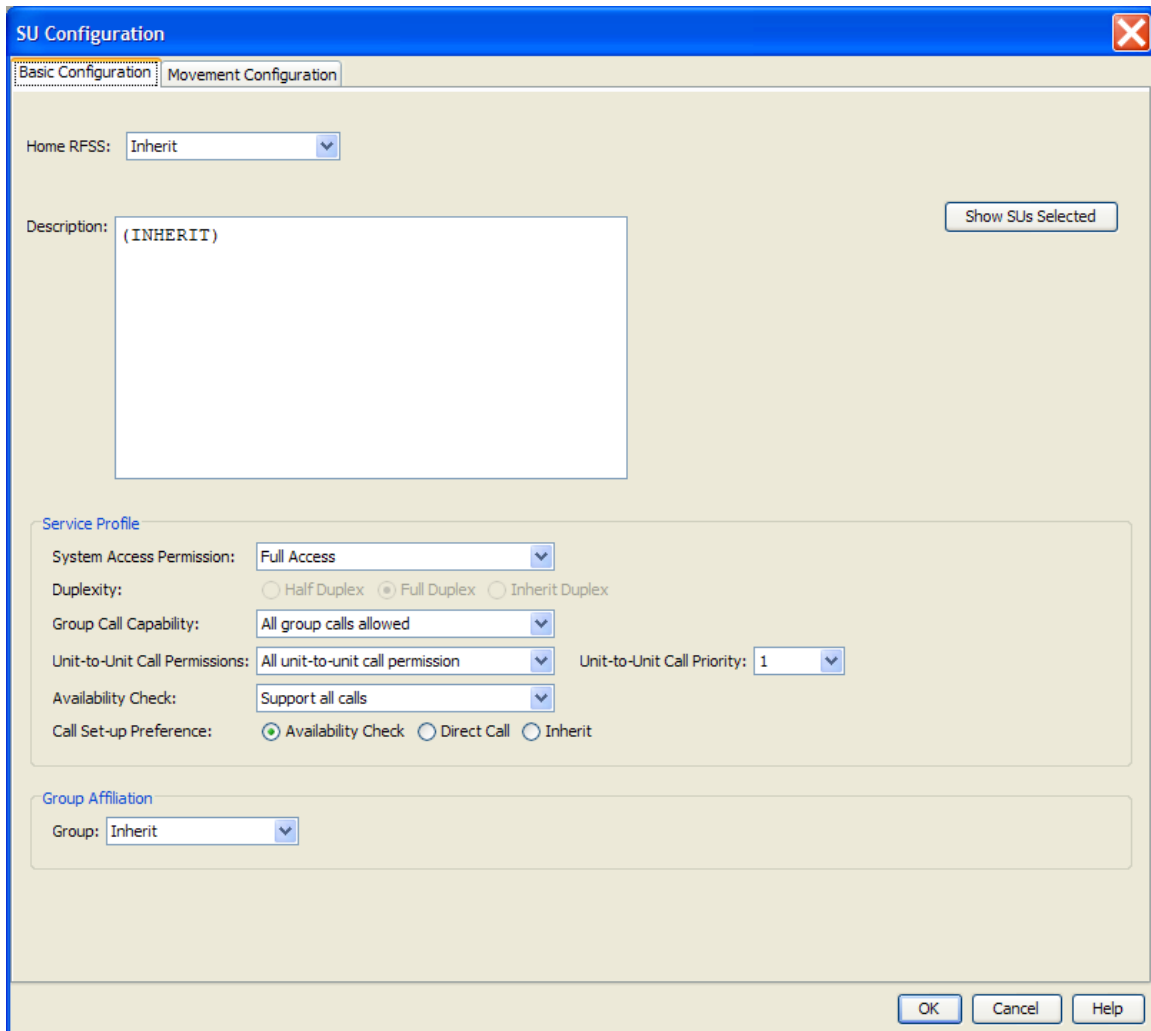 SU Configuration
Basic Configuration Movement Configuration
Home RFSS: Inherit
Show SUs Selected
Description: (INHERIT)
Service Profile
System Access Permission: Full Access
Duplexity: Half Duplex Full Duplex Inherit Duplex
Group Call Capability: All group calls allowed
Unit-to-Unit Call Permissions: All unit-to-unit call permission Unit-to-Unit Call Priority: 1
Availability Check: Support all calls
Call Set-up Preference: Availability Check Direct Call Inherit
Group Affiliation
Group: Inherit
OK Cancel Help